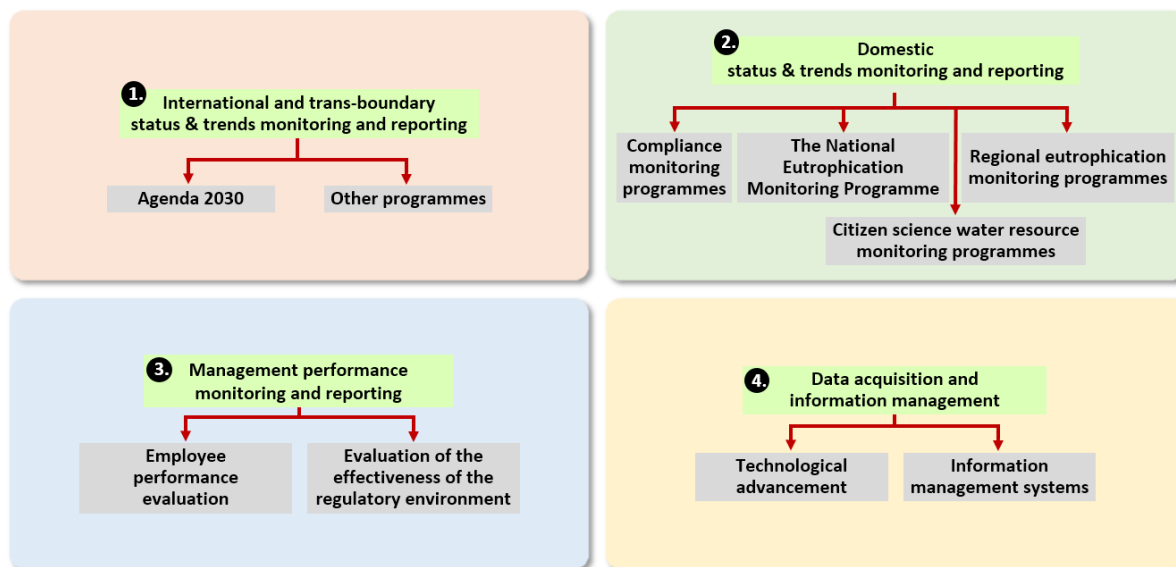 1.
International and trans-boundary
status & trends monitoring and reporting
Agenda 2030
Other programmes
2.
Domestic
status & trends monitoring and reporting
Compliance
monitoring
programmes
The National
Eutrophication
Monitoring Programme
Regional eutrophication
monitoring programmes
Citizen science water resource
monitoring programmes
3.
Management performance
monitoring and reporting
Employee
performance
evaluation
Evaluation of the
effectiveness of the
regulatory environment
4.
Data acquisition and
information management
Technological
advancement
Information
management systems